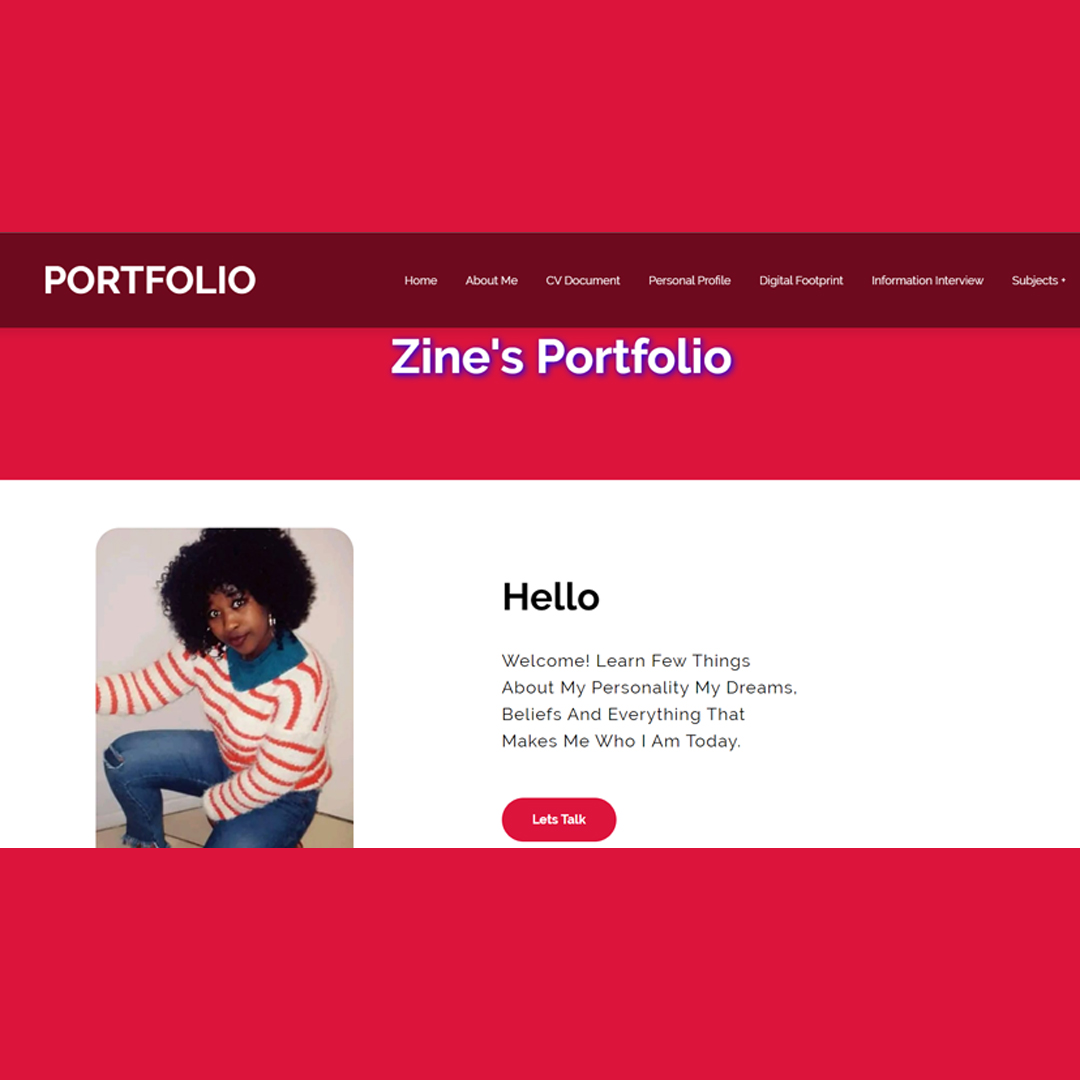 PORTFOLIO
Home About Me CV Document Personal Profile Digital Footprint Information Interview Subjects +
Zine's Portfolio
Hello
Welcome! Learn Few Things
About My Personality My Dreams,
Beliefs And Everything That
Makes Me Who I Am Today.
Lets Talk